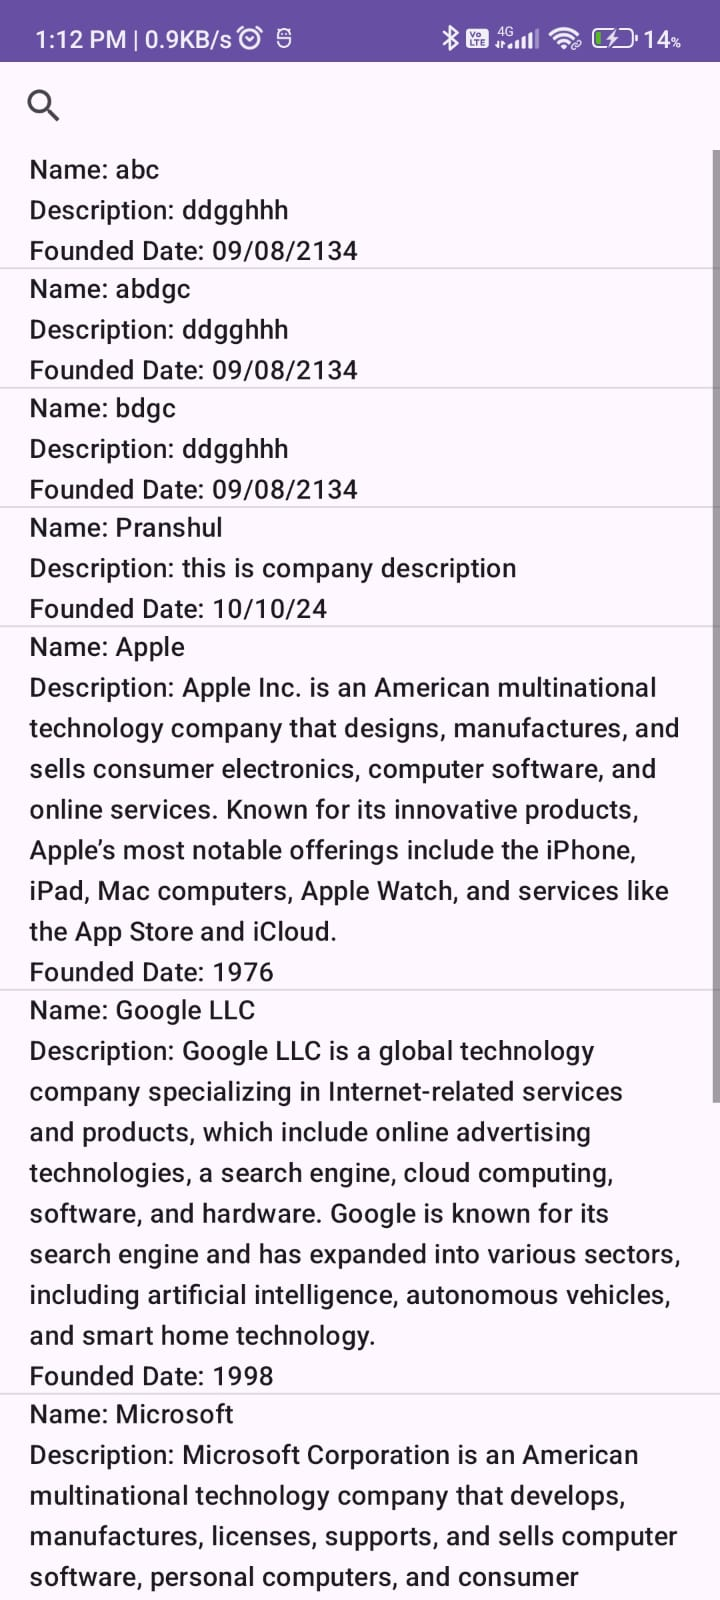 1:12 PM | 0.9KB/s
Vo LTE 4G 14%
Name: abc
Description: ddgghhh
Founded Date: 09/08/2134
Name: abdgc
Description: ddgghhh
Founded Date: 09/08/2134
Name: bdgc
Description: ddgghhh
Founded Date: 09/08/2134
Name: Pranshul
Description: this is company description
Founded Date: 10/10/24
Name: Apple
Description: Apple Inc. is an American multinational
technology company that designs, manufactures, and
sells consumer electronics, computer software, and
online services. Known for its innovative products,
Apple’s most notable offerings include the iPhone,
iPad, Mac computers, Apple Watch, and services like
the App Store and iCloud.
Founded Date: 1976
Name: Google LLC
Description: Google LLC is a global technology
company specializing in Internet-related services
and products, which include online advertising
technologies, a search engine, cloud computing,
software, and hardware. Google is known for its
search engine and has expanded into various sectors,
including artificial intelligence, autonomous vehicles,
and smart home technology.
Founded Date: 1998
Name: Microsoft
Description: Microsoft Corporation is an American
multinational technology company that develops,
manufactures, licenses, supports, and sells computer
software, personal computers, and consumer